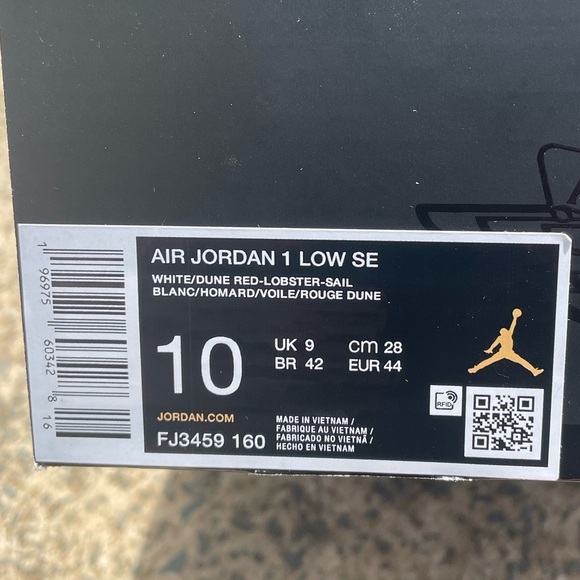 AIR JORDAN 1 LOW SE
WHITE/DUNE RED-LOBSTER-SAIL
BLANC/HOMARD/VOILE/ROUGE DUNE
10
UK 9 cm 28
BR 42 EUR 44
RFID
JORDAN.COM
FJ3459 160
MADE IN VIETNAM /
FABRIQUE AU VIETNAM /
FABRICADO NO VIETNÃ /
HECHO EN VIETNAM
1 96975 60342 8 16